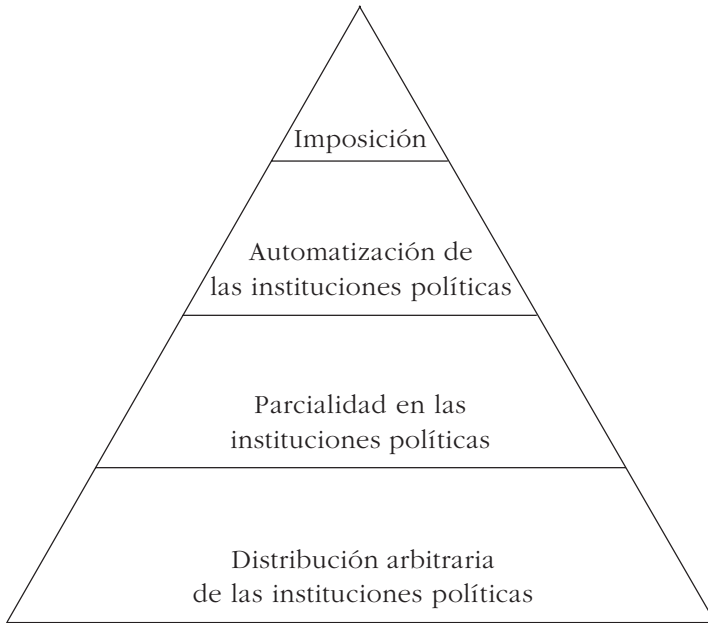 Imposición
Automatización de
las instituciones políticas
Parcialidad en las
instituciones políticas
Distribución arbitraria
de las instituciones políticas